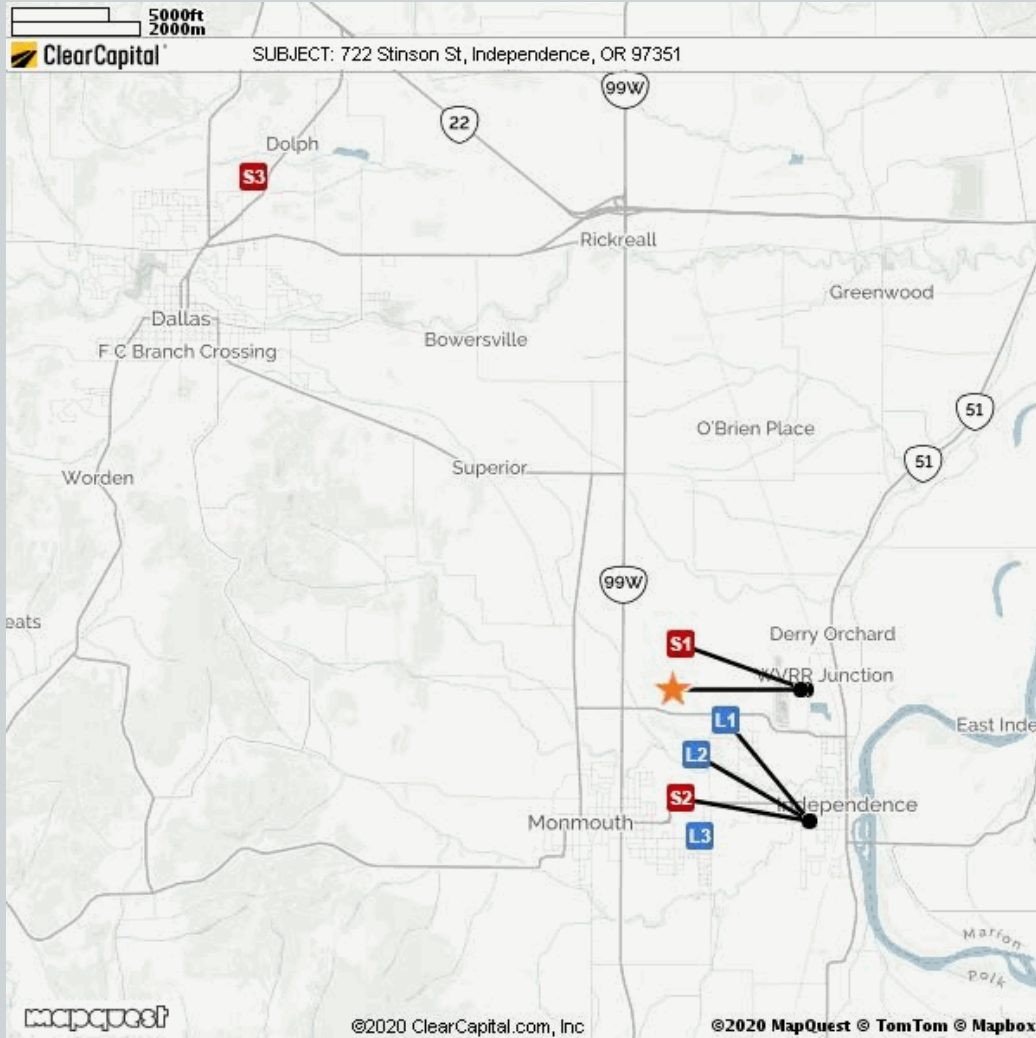 5000ft
2000m
ClearCapital
SUBJECT: 722 Stinson St, Independence, OR 97351
99W
22
Dolph
S3
Rickreall
Greenwood
Dallas
Bowersville
F C Branch Crossing
51
O'Brien Place
51
Superior
Worden
99W
eats
Derry Orchard
S1
WVRR Junction
L1
East Inde
L2
S2
Independence
Monmouth
L3
Marion
Polk
mapquest
©2020 ClearCapital.com, Inc
©2020 MapQuest © TomTom © Mapbox